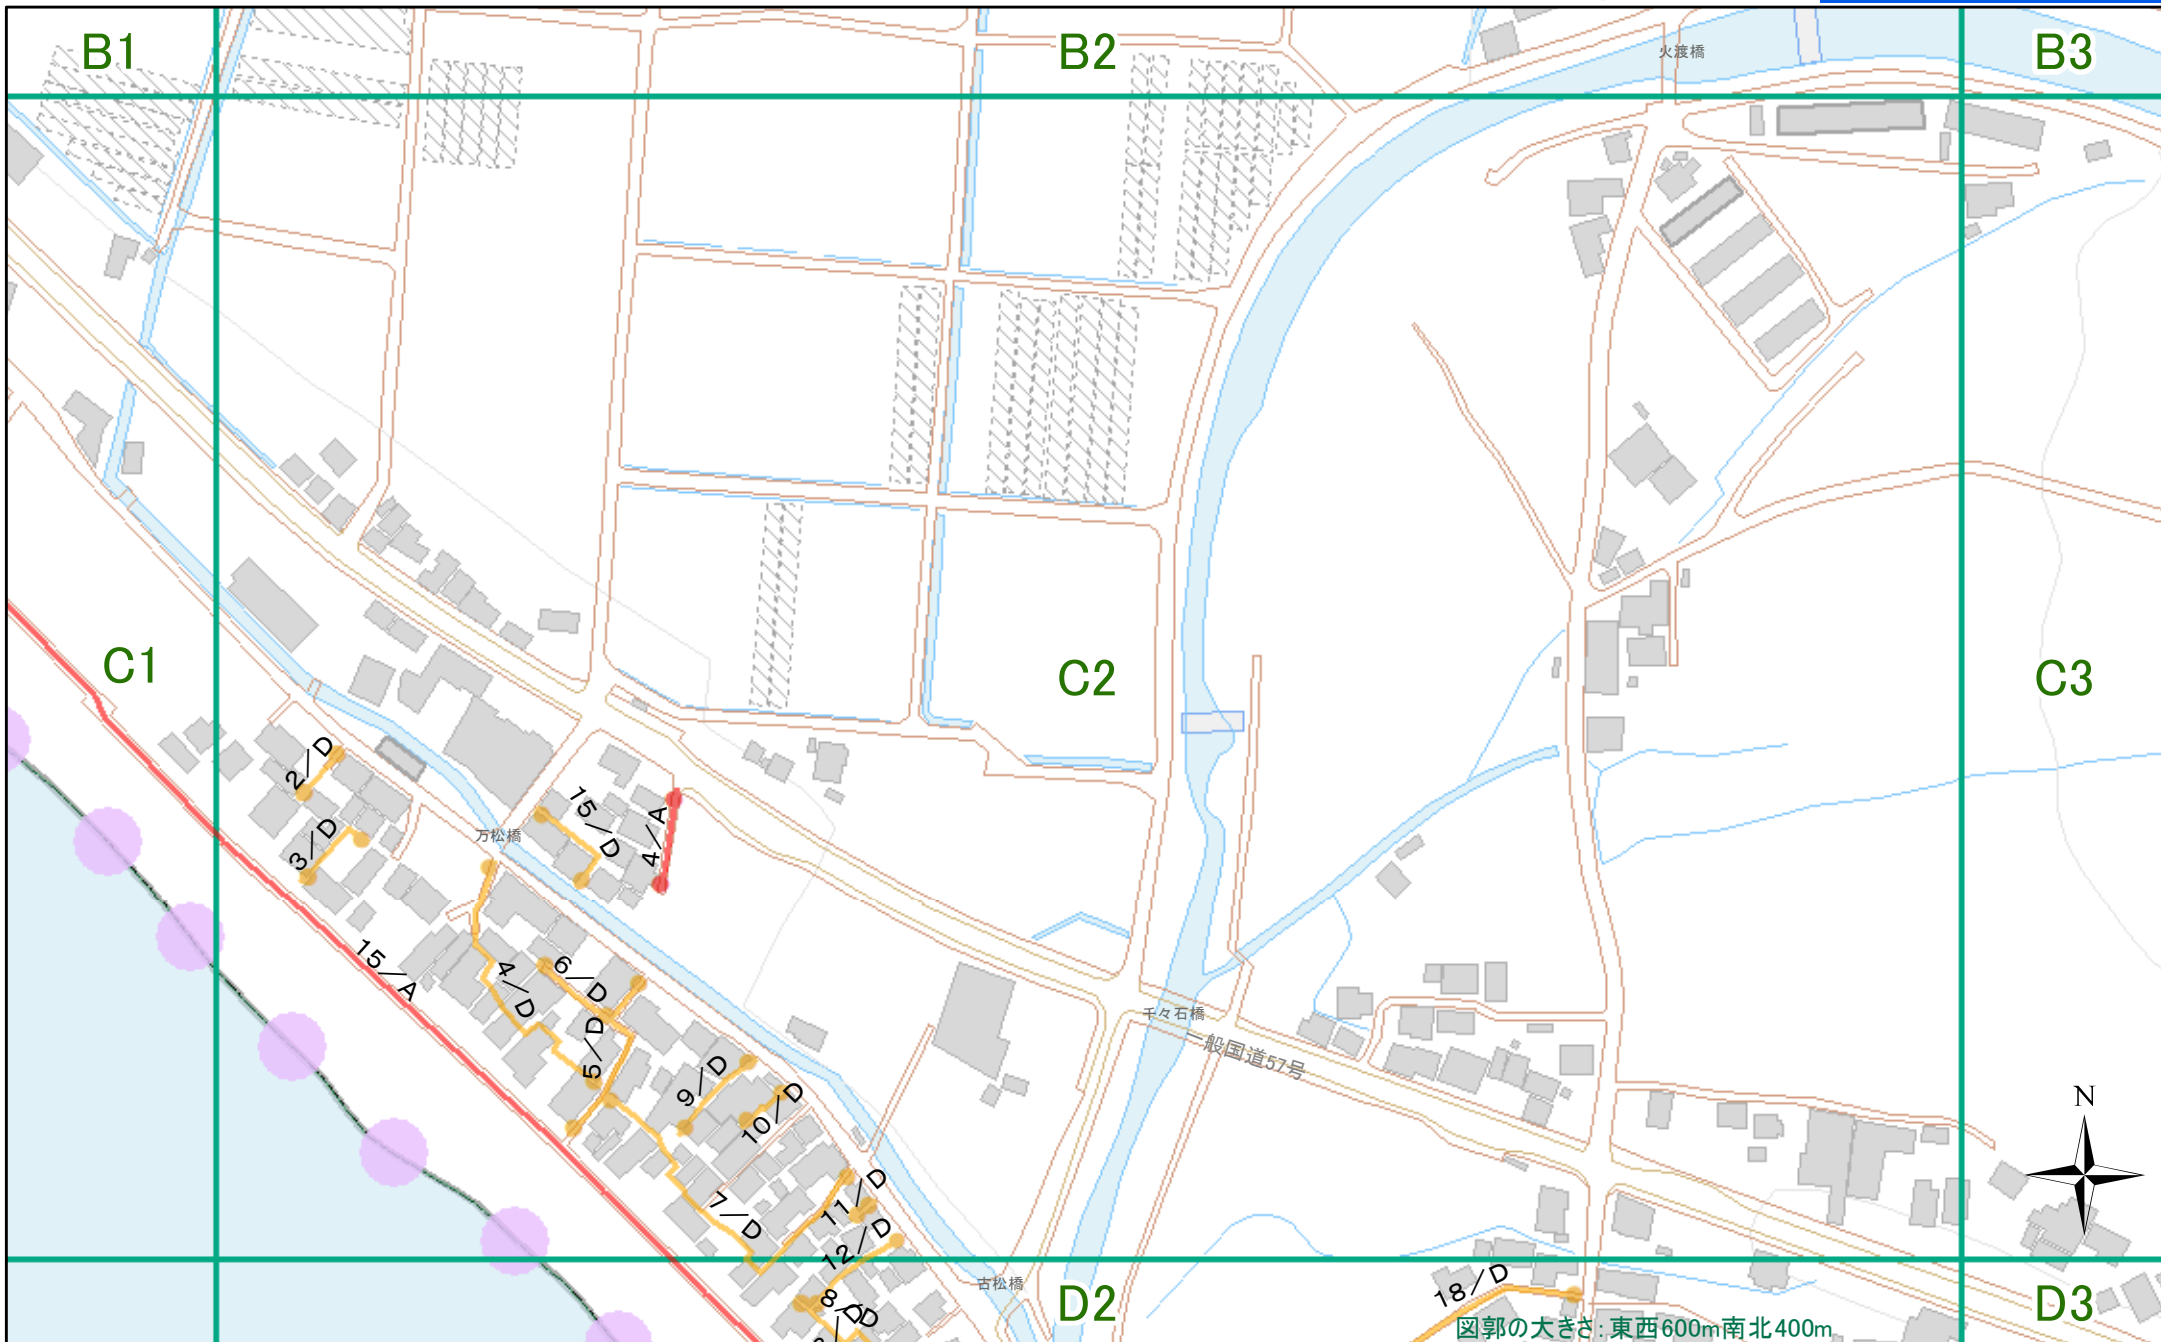 B1
B2
B3
火渡橋
C1
C2
C3
2/D
3/D
15/D
4/A
万松橋
15/A
4/D
6/D
5/D
9/D
10/D
千々石橋
一般国道57号
N
7/D
11/D
12/D
古松橋
D2
18/D
D3
図郭の大きさ：東西600m南北400m